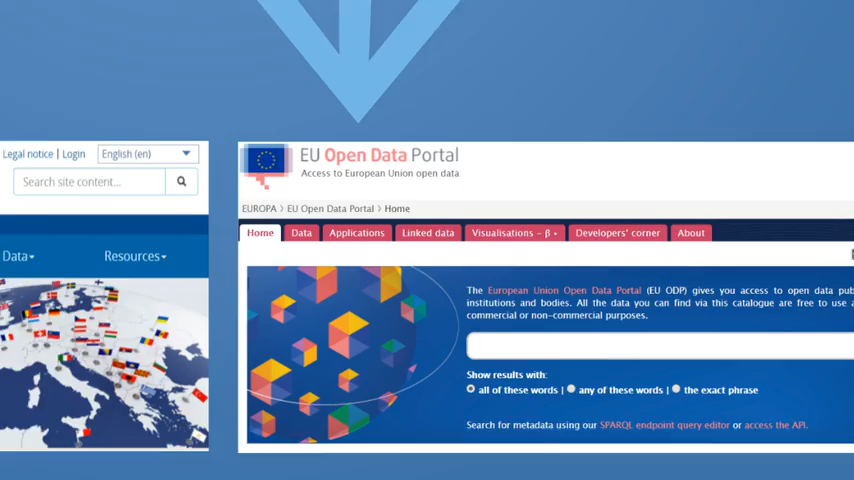 Legal notice | Login English (en)
Search site content...
Data
Resources
EU Open Data Portal
Access to European Union open data
EUROPA > EU Open Data Portal > Home
Home Data Applications Linked data Visualisations - β • Developers' corner About
The European Union Open Data Portal (EU ODP) gives you access to open data
institutions and bodies. All the data you can find via this catalogue are free to use
commercial or non-commercial purposes.
Show results with:
all of these words | any of these words | the exact phrase
Search for metadata using our SPARQL endpoint query editor or access the API.